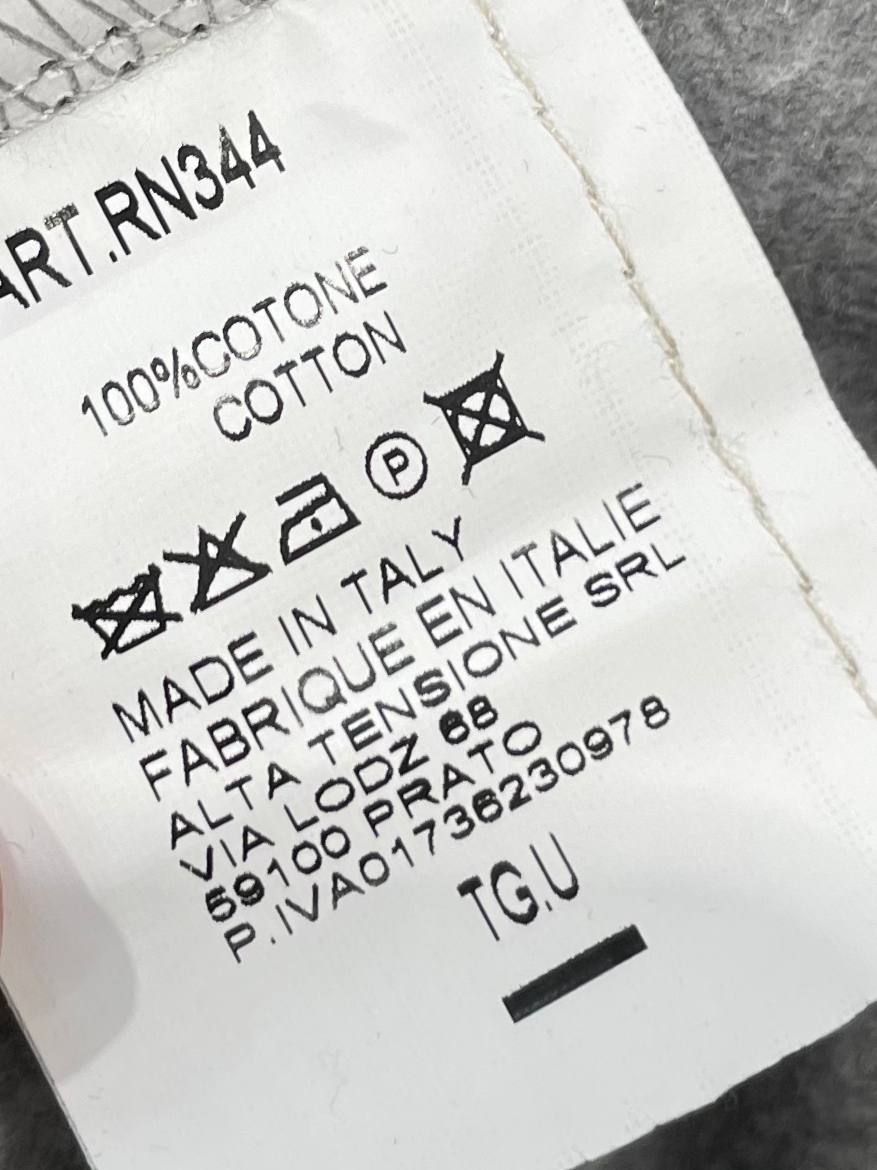 ART.RN344
100%COTONE
COTTON
P
MADE IN TALY
FABRIQUE EN ITALIE
ALTA TENSIONE SRL
VIA LODZ 68
59100 PRATO
P.IVA01736230978
TG.U